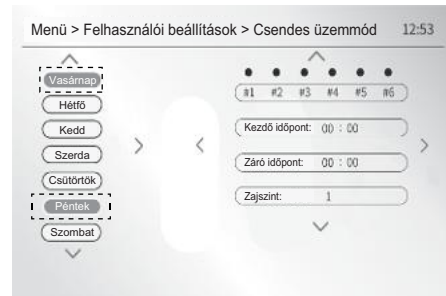 Menü > Felhasználói beállítások > Csendes üzemmód 12:53
Vasárnap
Hétfő
Kedd
Szerda
Csütörtök
Péntek
Szombat
#1 #2 #3 #4 #5 #6
Kezdő időpont: 00 : 00
Záró időpont: 00 : 00
Zajszint: 1